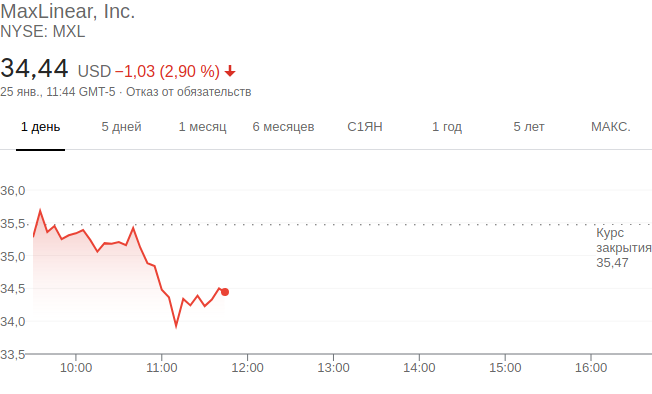 MaxLinear, Inc.
NYSE: MXL
34,44 USD −1,03 (2,90 %)
25 янв., 11:44 GMT-5 · Отказ от обязательств
1 день 5 дней 1 месяц 6 месяцев С1ЯН 1 год 5 лет МАКС.
36,0
35,5
Курс
закрытия
35,47
35,0
34,5
34,0
33,5
10:00 11:00 12:00 13:00 14:00 15:00 16:00